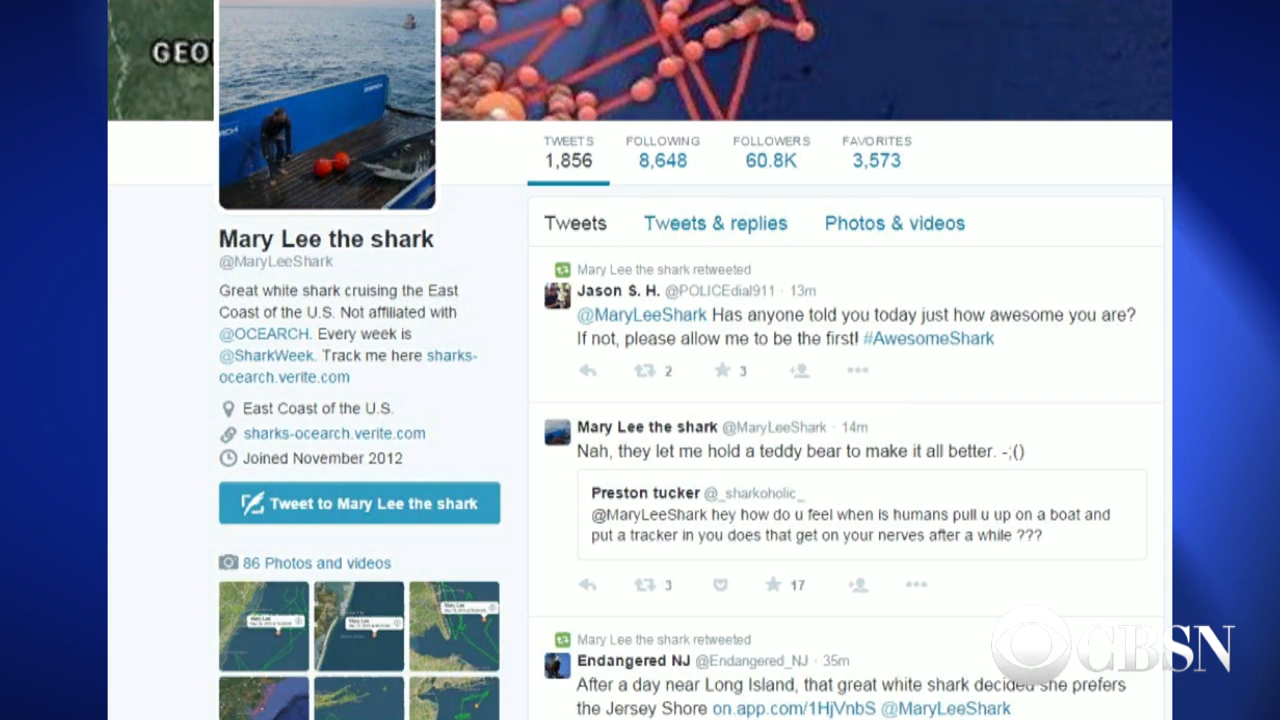 GEO
TWEETS FOLLOWING FOLLOWERS FAVORITES
1,856 8,648 60.8K 3,573
Mary Lee the shark
@MaryLeeShark
Great white shark cruising the East
Coast of the U.S. Not affiliated with
@OCEARCH. Every week is
@SharkWeek. Track me here sharks-
ocearch.verite.com
East Coast of the U.S.
sharks-ocearch.verite.com
Joined November 2012
Tweet to Mary Lee the shark
86 Photos and videos
Mary Lee
Mary Lee
Mary Lee
Tweets Tweets & replies Photos & videos
Mary Lee the shark retweeted
Jason S. H. @POLICEdial911 · 13m
@MaryLeeShark Has anyone told you today just how awesome you are?
If not, please allow me to be the first! #AwesomeShark
2 3
Mary Lee the shark @MaryLeeShark · 14m
Nah, they let me hold a teddy bear to make it all better. -;()
Preston tucker @_sharkoholic_
@MaryLeeShark hey how do u feel when is humans pull u up on a boat and
put a tracker in you does that get on your nerves after a while ???
3 17
Mary Lee the shark retweeted
Endangered NJ @Endangered_NJ · 35m
After a day near Long Island, that great white shark decided she prefers
the Jersey Shore on.app.com/1HjVnbS @MaryLeeShark
CBSN